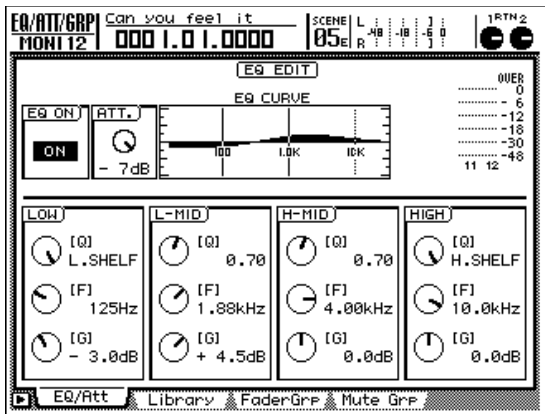 EQ/ATT/GRP Can you feel it SCENE L 1RTN2
MONI12 000 1.0 1.0000 05E R -48 -18 -6 0
EQ EDIT
EQ CURVE
OVER
0
- 6
-12
-18
-30
-48
11 12
EQ ON ATT.
ON
- 7dB
100 1.0K 10K
LOW L-MID H-MID HIGH
[Q] [Q] [Q] [Q]
L.SHELF 0.70 0.70 H.SHELF
[F] [F] [F] [F]
125Hz 1.88kHz 4.00kHz 10.0kHz
[G] [G] [G] [G]
- 3.0dB + 4.5dB 0.0dB 0.0dB
EQ/Att Library FaderGrp Mute Grp